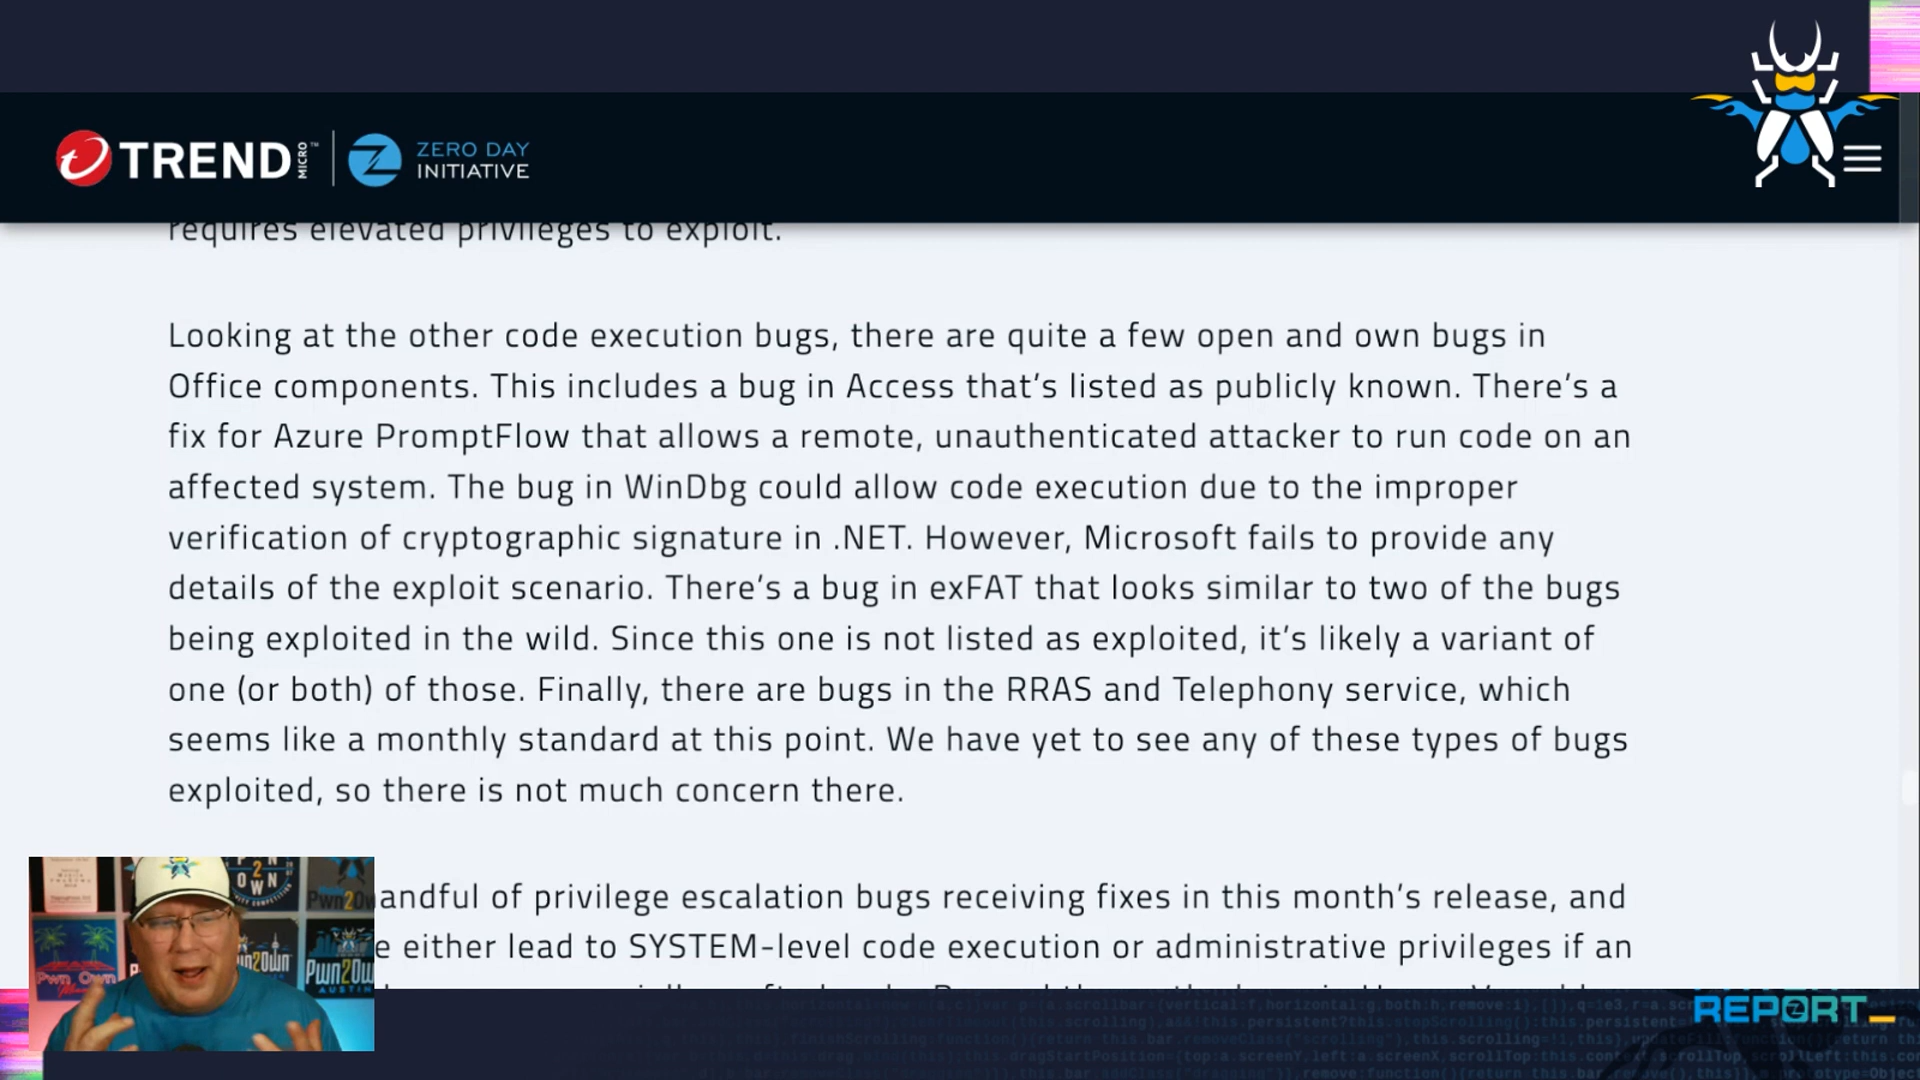 TREND MICRO™ | ZERO DAY INITIATIVE
requires elevated privileges to exploit.
Looking at the other code execution bugs, there are quite a few open and own bugs in
Office components. This includes a bug in Access that’s listed as publicly known. There’s a
fix for Azure PromptFlow that allows a remote, unauthenticated attacker to run code on an
affected system. The bug in WinDbg could allow code execution due to the improper
verification of cryptographic signature in .NET. However, Microsoft fails to provide any
details of the exploit scenario. There’s a bug in exFAT that looks similar to two of the bugs
being exploited in the wild. Since this one is not listed as exploited, it’s likely a variant of
one (or both) of those. Finally, there are bugs in the RRAS and Telephony service, which
seems like a monthly standard at this point. We have yet to see any of these types of bugs
exploited, so there is not much concern there.
andful of privilege escalation bugs receiving fixes in this month’s release, and
e either lead to SYSTEM-level code execution or administrative privileges if an
Pwn2Own
Pwn Own
Pwn2Own
AUSTIN
REPORT_